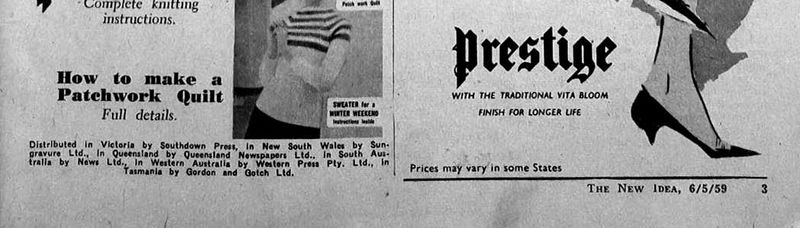 Complete knitting
instructions.
Patch work Quilt
How to make a
Patchwork Quilt
Full details.
SWEATER for a
WINTER WEEKEND
Instructions inside
Distributed in Victoria by Southdown Press, in New South Wales by Sun-
gravure Ltd., in Queensland by Queensland Newspapers Ltd., in South Aus-
tralia by News Ltd., in Western Australia by Western Press Pty. Ltd., in
Tasmania by Gordon and Gotch Ltd.
Prestige
WITH THE TRADITIONAL VITA BLOOM
FINISH FOR LONGER LIFE
Prices may vary in some States
THE NEW IDEA, 6/5/59 3